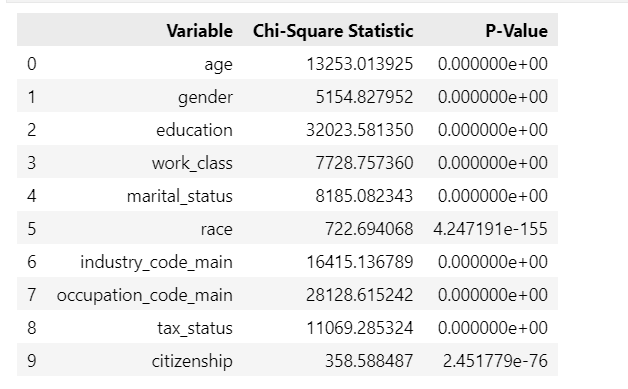 Variable Chi-Square Statistic P-Value
0 age 13253.013925 0.000000e+00
1 gender 5154.827952 0.000000e+00
2 education 32023.581350 0.000000e+00
3 work_class 7728.757360 0.000000e+00
4 marital_status 8185.082343 0.000000e+00
5 race 722.694068 4.247191e-155
6 industry_code_main 16415.136789 0.000000e+00
7 occupation_code_main 28128.615242 0.000000e+00
8 tax_status 11069.285324 0.000000e+00
9 citizenship 358.588487 2.451779e-76